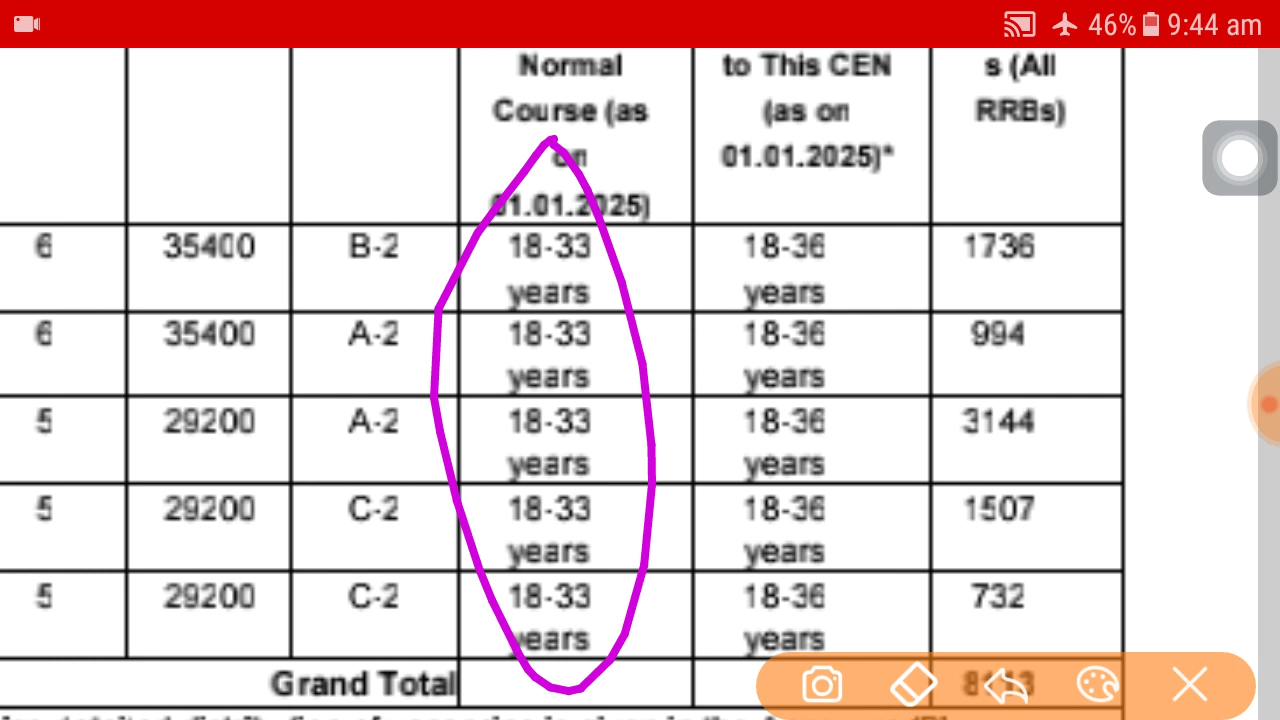 46% 9:44 am
Normal Course (as on 01.01.2025)
to This CEN (as on 01.01.2025)*
s (All RRBs)
6 35400 B-2 18-33 years 18-36 years 1736
6 35400 A-2 18-33 years 18-36 years 994
5 29200 A-2 18-33 years 18-36 years 3144
5 29200 C-2 18-33 years 18-36 years 1507
5 29200 C-2 18-33 years 18-36 years 732
Grand Total